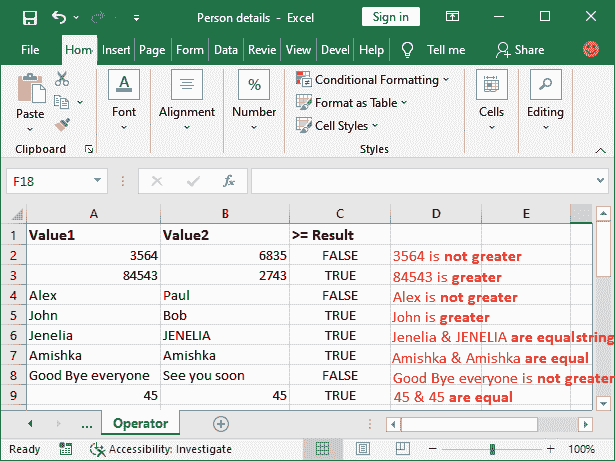 Person details - Excel
Sign in
File Home Insert Page Form Data Revie View Devel Help Tell me Share
Paste
Clipboard
A
Font
Alignment
%
Number
Conditional Formatting
Format as Table
Cell Styles
Styles
Cells
Editing
F18
fx
A B C D E
1 Value1 Value2 >= Result
2 3564 6835 FALSE 3564 is not greater
3 84543 2743 TRUE 84543 is greater
4 Alex Paul FALSE Alex is not greater
5 John Bob TRUE John is greater
6 Jenelia JENELIA TRUE Jenelia & JENELIA are equalstring
7 Amishka Amishka TRUE Amishka & Amishka are equal
8 Good Bye everyone See you soon FALSE Good Bye everyone is not greater
9 45 45 TRUE 45 & 45 are equal
... Operator
Ready Accessibility: Investigate 100%